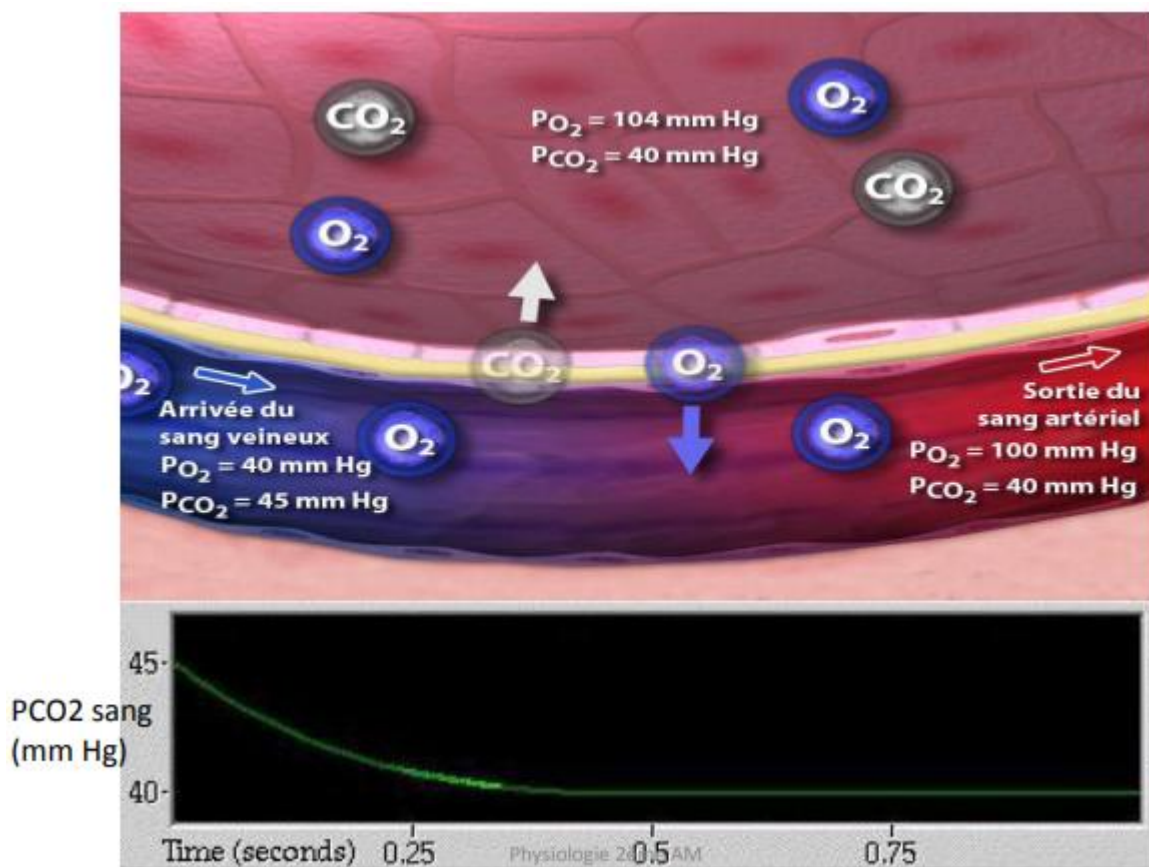 CO2
O2
PO2 = 104 mm Hg
PCO2 = 40 mm Hg
CO2
O2
CO2
O2
O2
Arrivée du
sang veineux
PO2 = 40 mm Hg
PCO2 = 45 mm Hg
O2
O2
Sortie du
sang artériel
PO2 = 100 mm Hg
PCO2 = 40 mm Hg
PCO2 sang
(mm Hg)
45
40
Time (seconds) 0.25 0.5 0.75
Physiologie